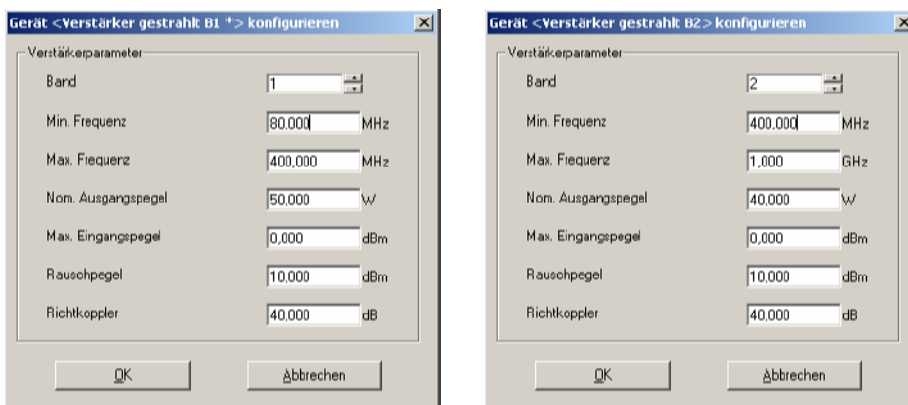 Gerät <Verstärker gestrahlt B1 *> konfigurieren
Verstärkerparameter
Band 1
Min. Frequenz 80.000 MHz
Max. Frequenz 400,000 MHz
Nom. Ausgangspegel 50,000 W
Max. Eingangspegel 0,000 dBm
Rauschpegel 10,000 dBm
Richtkoppler 40,000 dB
OK Abbrechen
Gerät <Verstärker gestrahlt B2> konfigurieren
Verstärkerparameter
Band 2
Min. Frequenz 400.000 MHz
Max. Frequenz 1,000 GHz
Nom. Ausgangspegel 40,000 W
Max. Eingangspegel 0,000 dBm
Rauschpegel 10,000 dBm
Richtkoppler 40,000 dB
OK Abbrechen